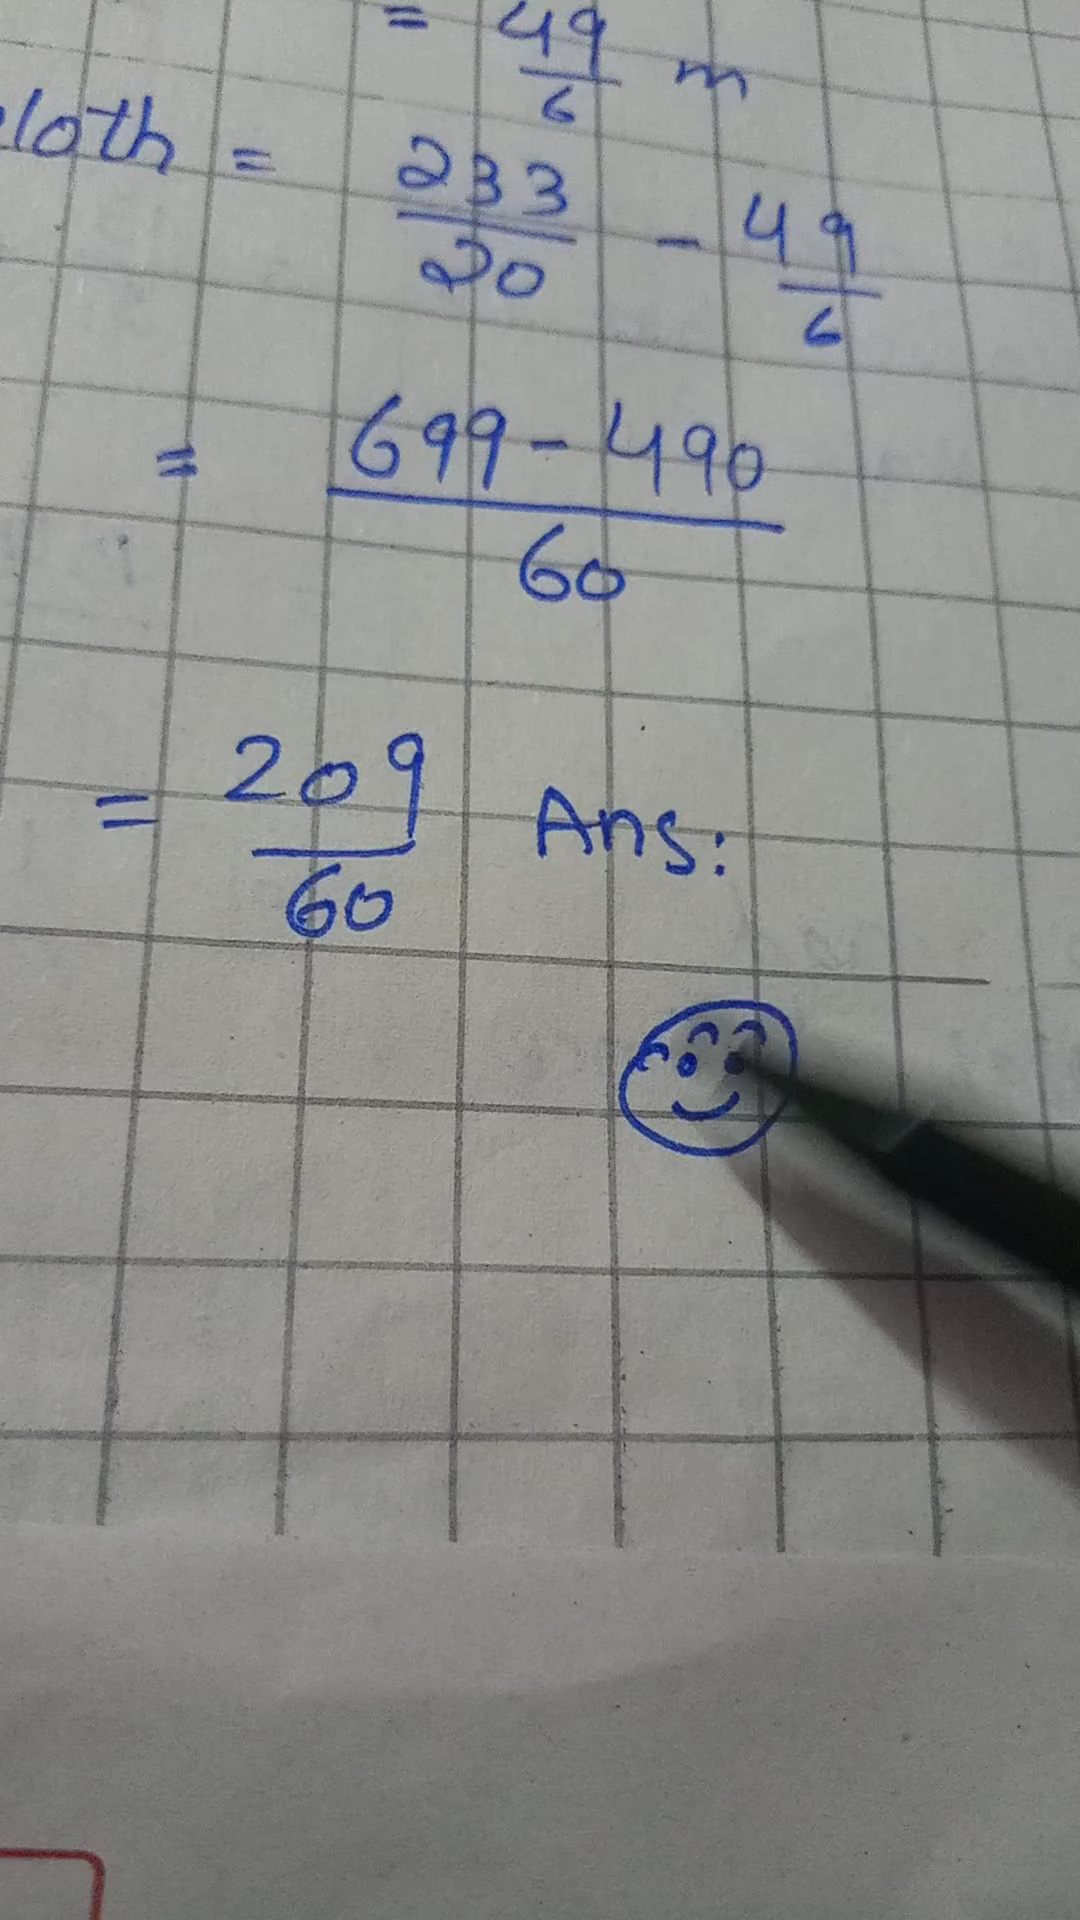 = 49/6 m
loth = 233/20 - 49/6
= 699 - 490/60
= 209/60 Ans: